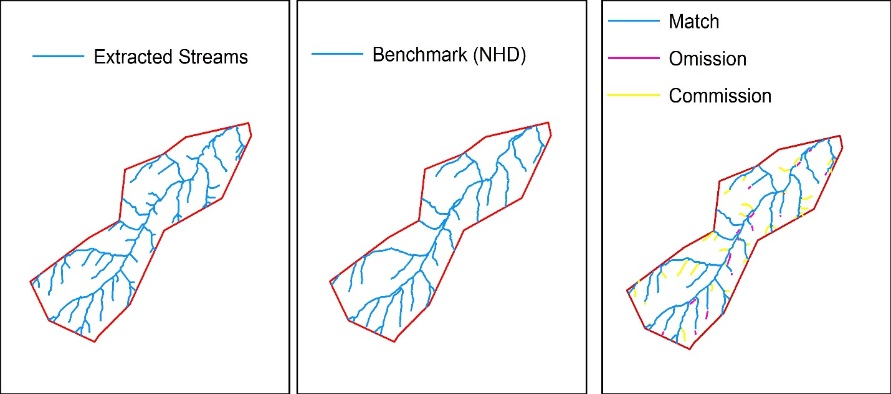 Extracted Streams
Benchmark (NHD)
Match
Omission
Commission